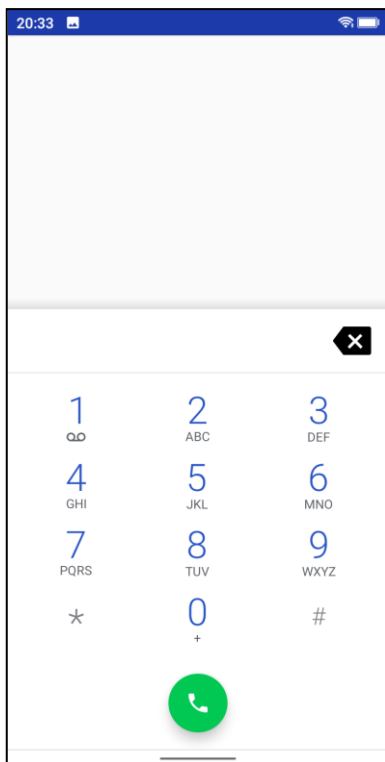 20:33
1 2 3
ABC DEF
4 5 6
GHI JKL MNO
7 8 9
PQRS TUV WXYZ
* 0 #
+